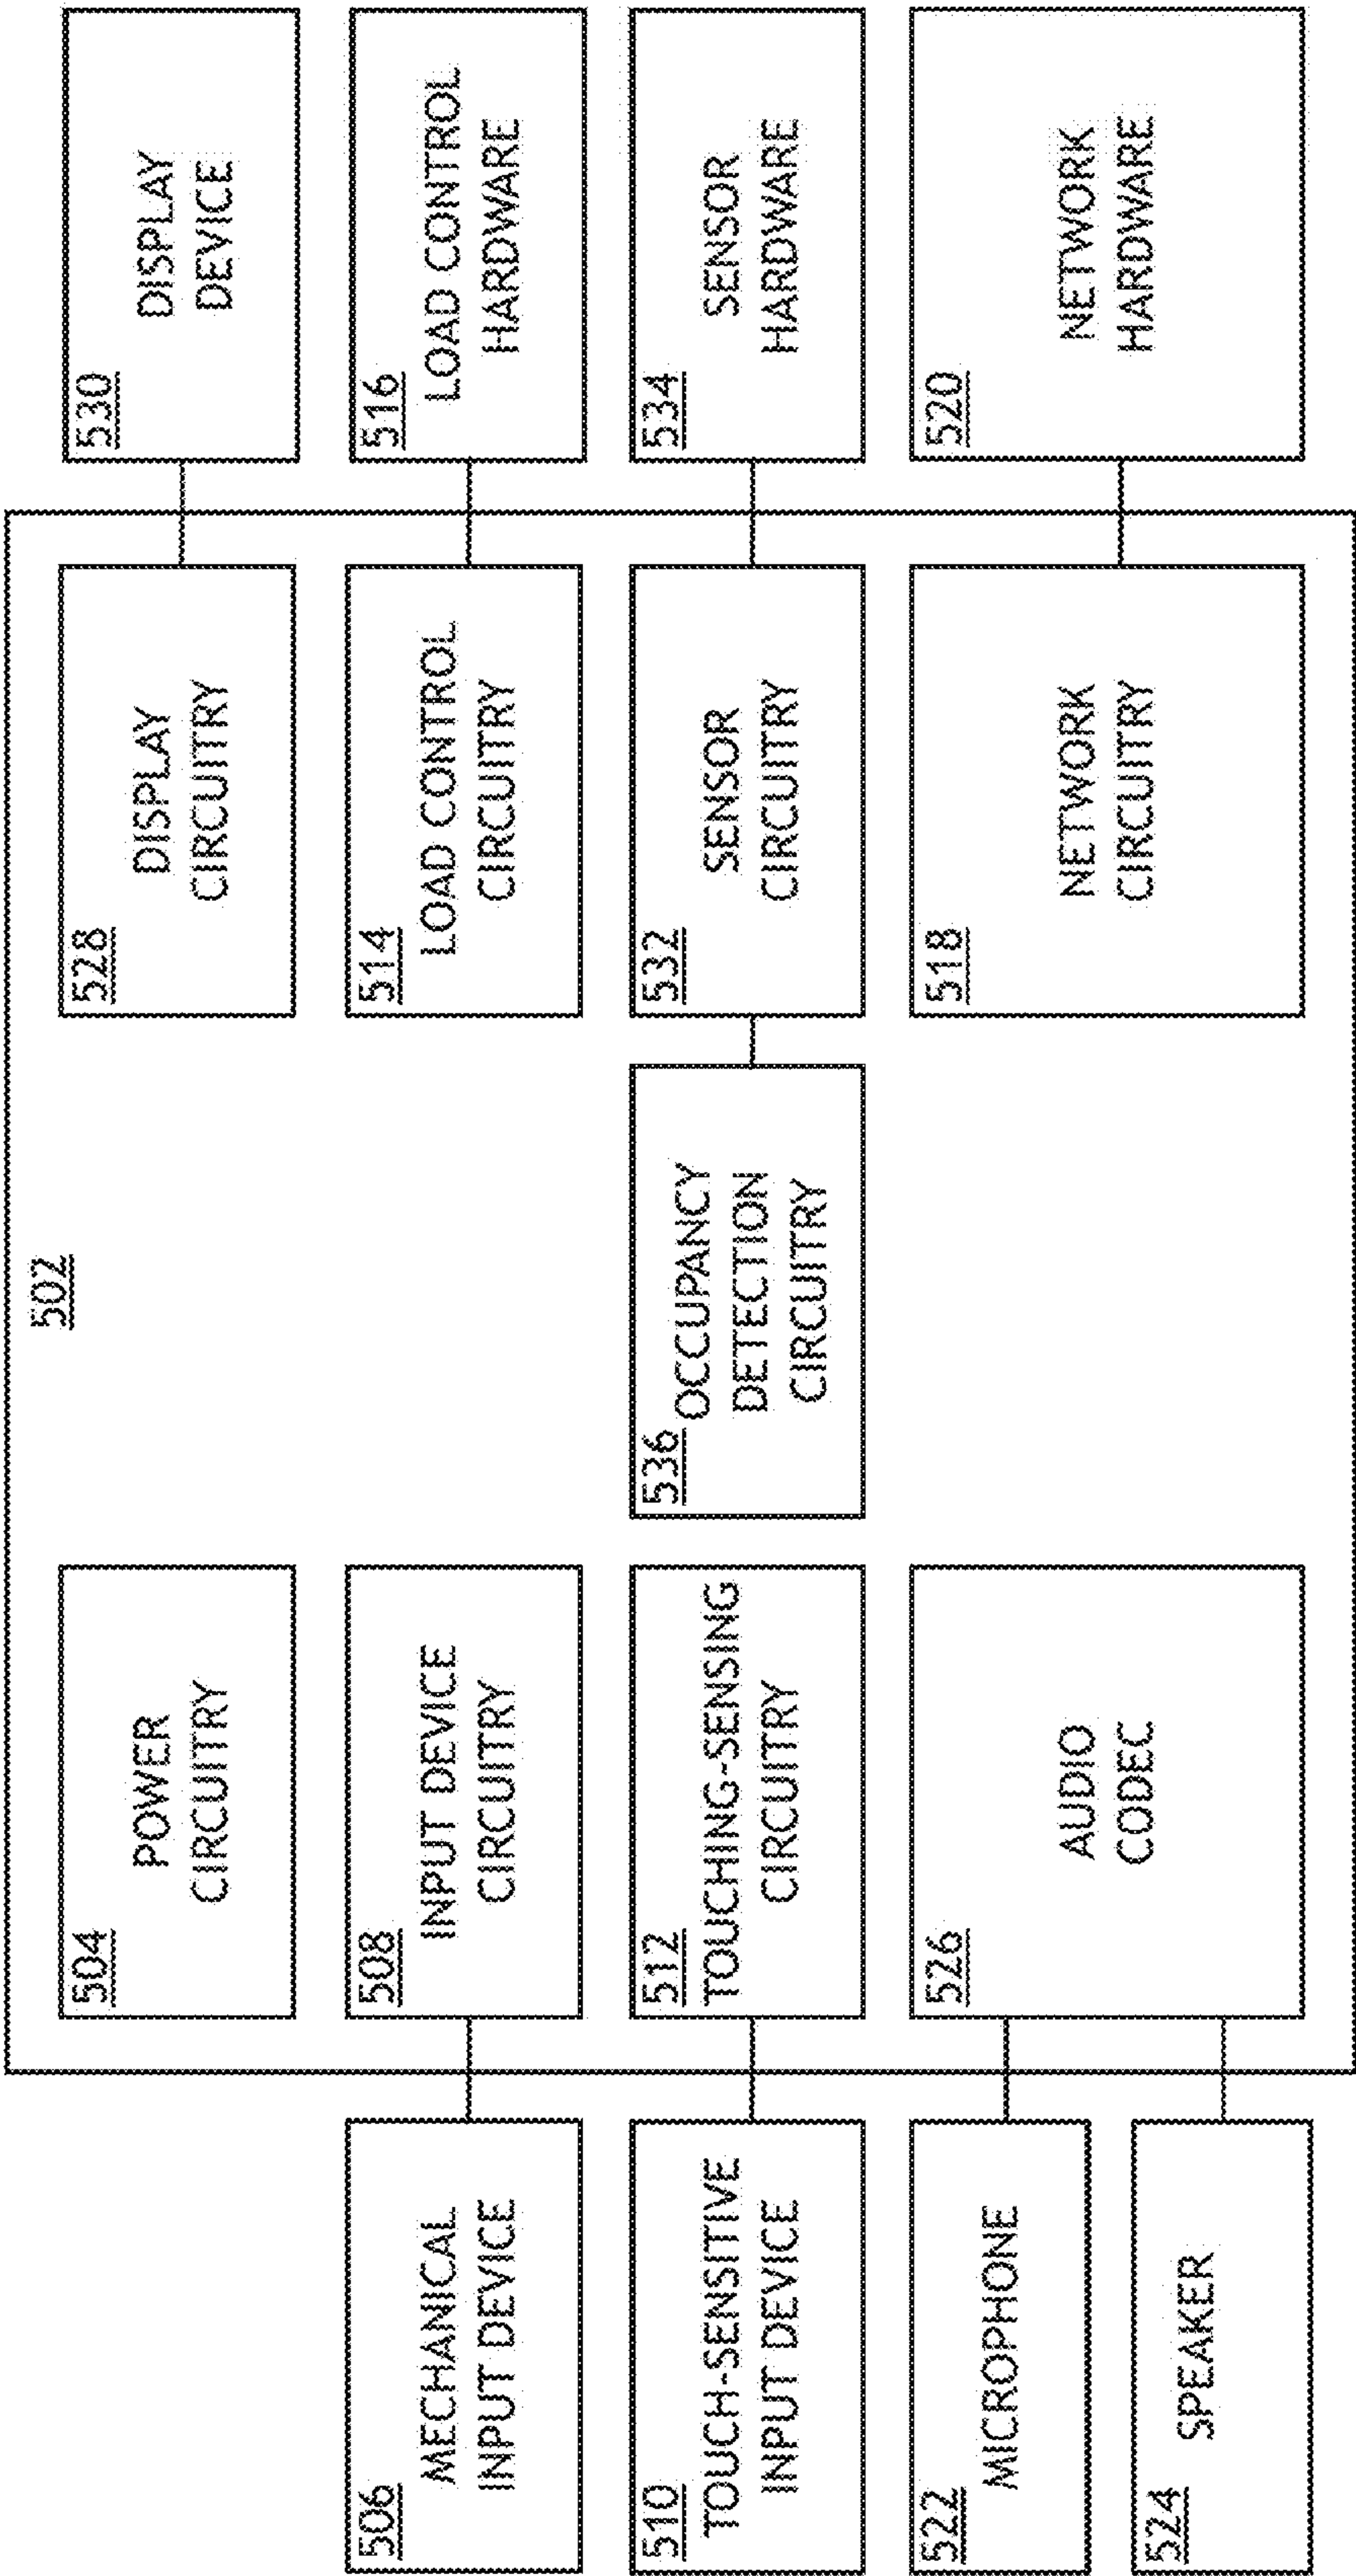 502
504
POWER
CIRCUITRY
528
DISPLAY
CIRCUITRY
530
DISPLAY
DEVICE
506
MECHANICAL
INPUT DEVICE
508
INPUT DEVICE
CIRCUITRY
514
LOAD CONTROL
CIRCUITRY
516
LOAD CONTROL
HARDWARE
510
TOUCH-SENSITIVE
INPUT DEVICE
512
TOUCHING-SENSING
CIRCUITRY
536
OCCUPANCY
DETECTION
CIRCUITRY
532
SENSOR
CIRCUITRY
534
SENSOR
HARDWARE
522
MICROPHONE
524
SPEAKER
526
AUDIO
CODEC
518
NETWORK
CIRCUITRY
520
NETWORK
HARDWARE